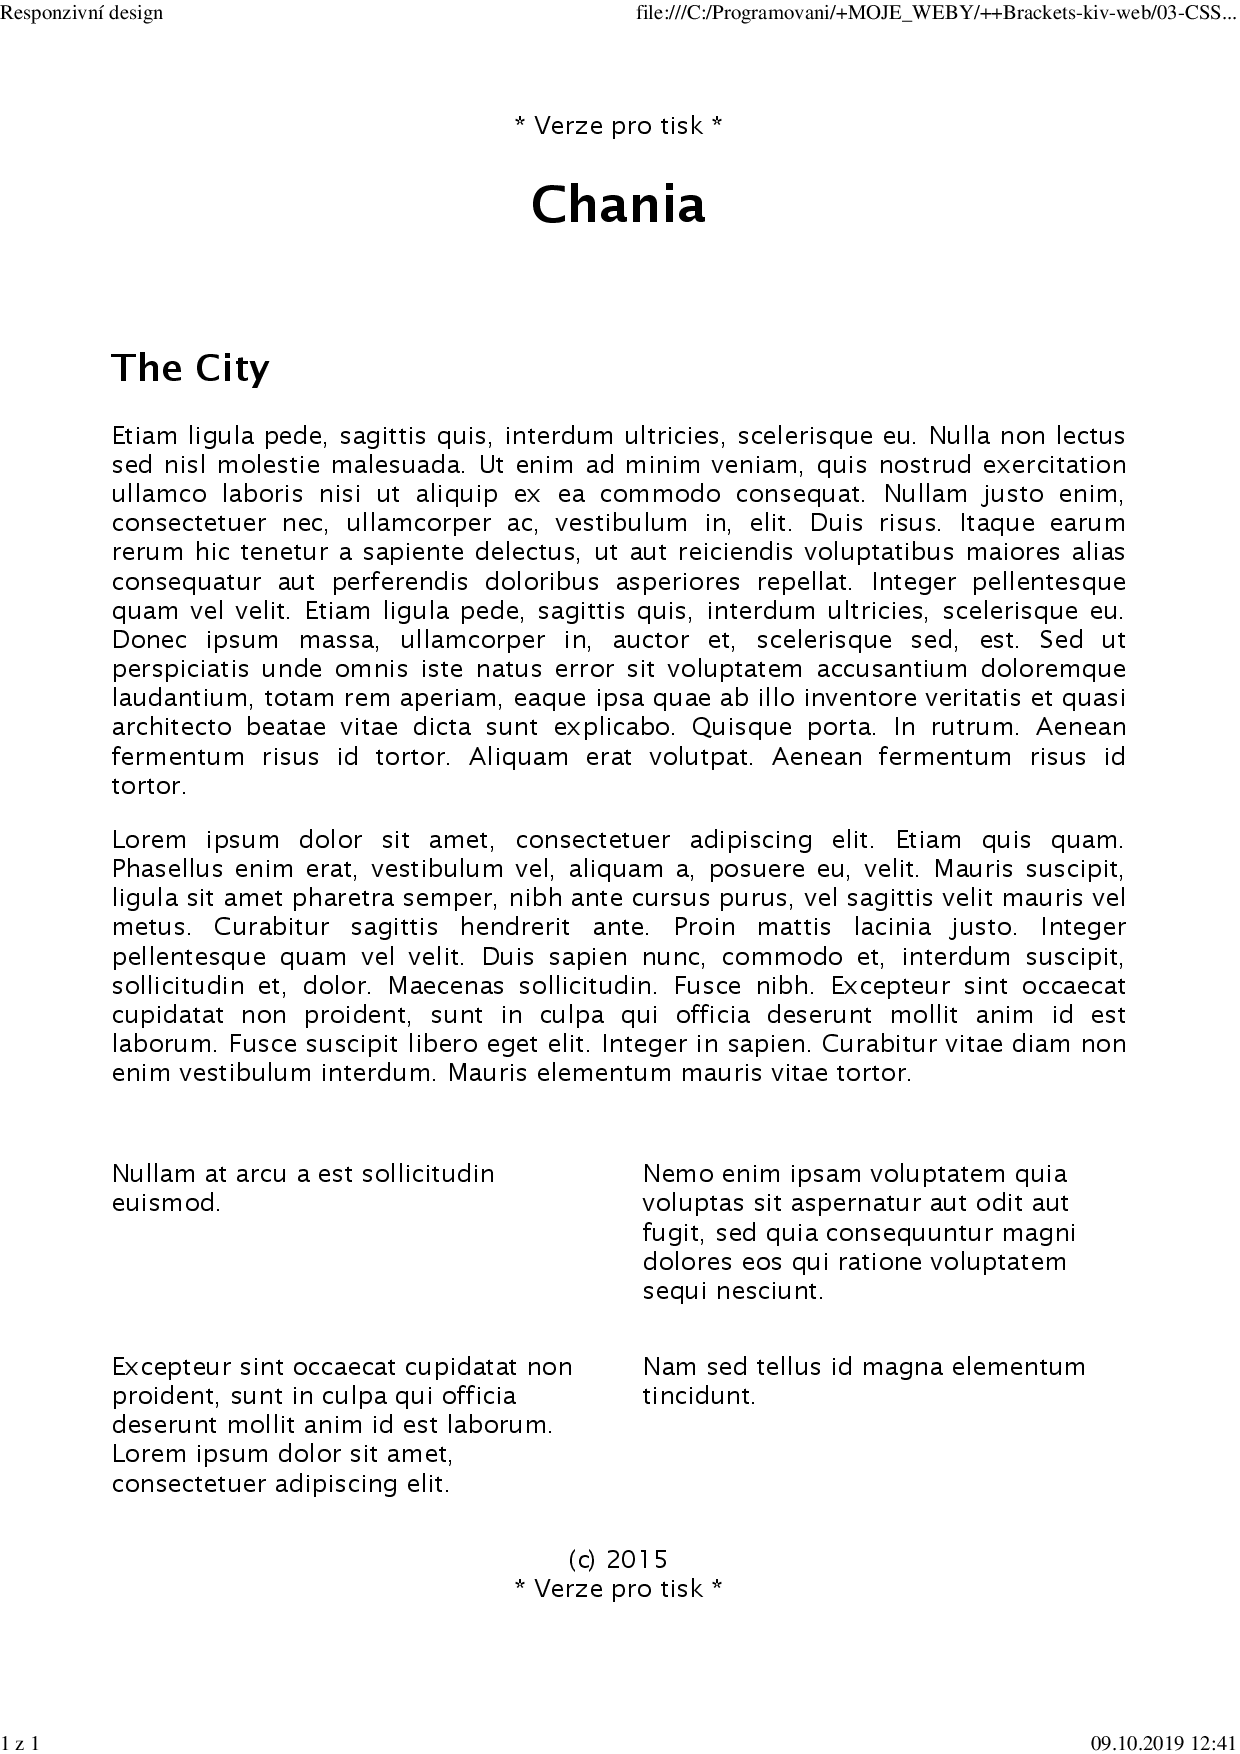 Responzivní design
file:///C:/Programovani/+MOJE_WEBY/++Brackets-kiv-web/03-CSS...
* Verze pro tisk *
Chania
The City
Etiam ligula pede, sagittis quis, interdum ultricies, scelerisque eu. Nulla non lectus
sed nisl molestie malesuada. Ut enim ad minim veniam, quis nostrud exercitation
ullamco laboris nisi ut aliquip ex ea commodo consequat. Nullam justo enim,
consectetuer nec, ullamcorper ac, vestibulum in, elit. Duis risus. Itaque earum
rerum hic tenetur a sapiente delectus, ut aut reiciendis voluptatibus maiores alias
consequatur aut perferendis doloribus asperiores repellat. Integer pellentesque
quam vel velit. Etiam ligula pede, sagittis quis, interdum ultricies, scelerisque eu.
Donec ipsum massa, ullamcorper in, auctor et, scelerisque sed, est. Sed ut
perspiciatis unde omnis iste natus error sit voluptatem accusantium doloremque
laudantium, totam rem aperiam, eaque ipsa quae ab illo inventore veritatis et quasi
architecto beatae vitae dicta sunt explicabo. Quisque porta. In rutrum. Aenean
fermentum risus id tortor. Aliquam erat volutpat. Aenean fermentum risus id
tortor.
Lorem ipsum dolor sit amet, consectetuer adipiscing elit. Etiam quis quam.
Phasellus enim erat, vestibulum vel, aliquam a, posuere eu, velit. Mauris suscipit,
ligula sit amet pharetra semper, nibh ante cursus purus, vel sagittis velit mauris vel
metus. Curabitur sagittis hendrerit ante. Proin mattis lacinia justo. Integer
pellentesque quam vel velit. Duis sapien nunc, commodo et, interdum suscipit,
sollicitudin et, dolor. Maecenas sollicitudin. Fusce nibh. Excepteur sint occaecat
cupidatat non proident, sunt in culpa qui officia deserunt mollit anim id est
laborum. Fusce suscipit libero eget elit. Integer in sapien. Curabitur vitae diam non
enim vestibulum interdum. Mauris elementum mauris vitae tortor.
Nullam at arcu a est sollicitudin
euismod.
Nemo enim ipsam voluptatem quia
voluptas sit aspernatur aut odit aut
fugit, sed quia consequuntur magni
dolores eos qui ratione voluptatem
sequi nesciunt.
Excepteur sint occaecat cupidatat non
proident, sunt in culpa qui officia
deserunt mollit anim id est laborum.
Lorem ipsum dolor sit amet,
consectetuer adipiscing elit.
Nam sed tellus id magna elementum
tincidunt.
(c) 2015
* Verze pro tisk *
1 z 1
09.10.2019 12:41